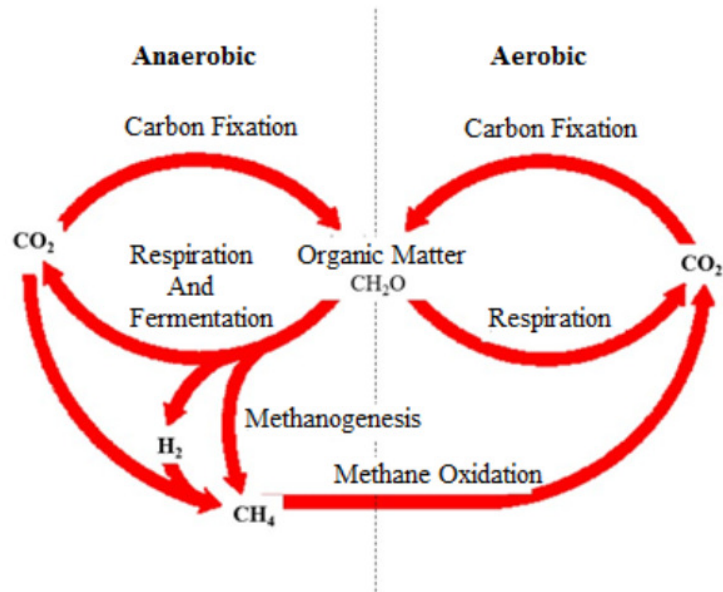 Anaerobic
Aerobic
Carbon Fixation
Carbon Fixation
CO₂
Respiration
And
Fermentation
Organic Matter
CH₂O
CO₂
Respiration
Methanogenesis
H₂
Methane Oxidation
CH₄